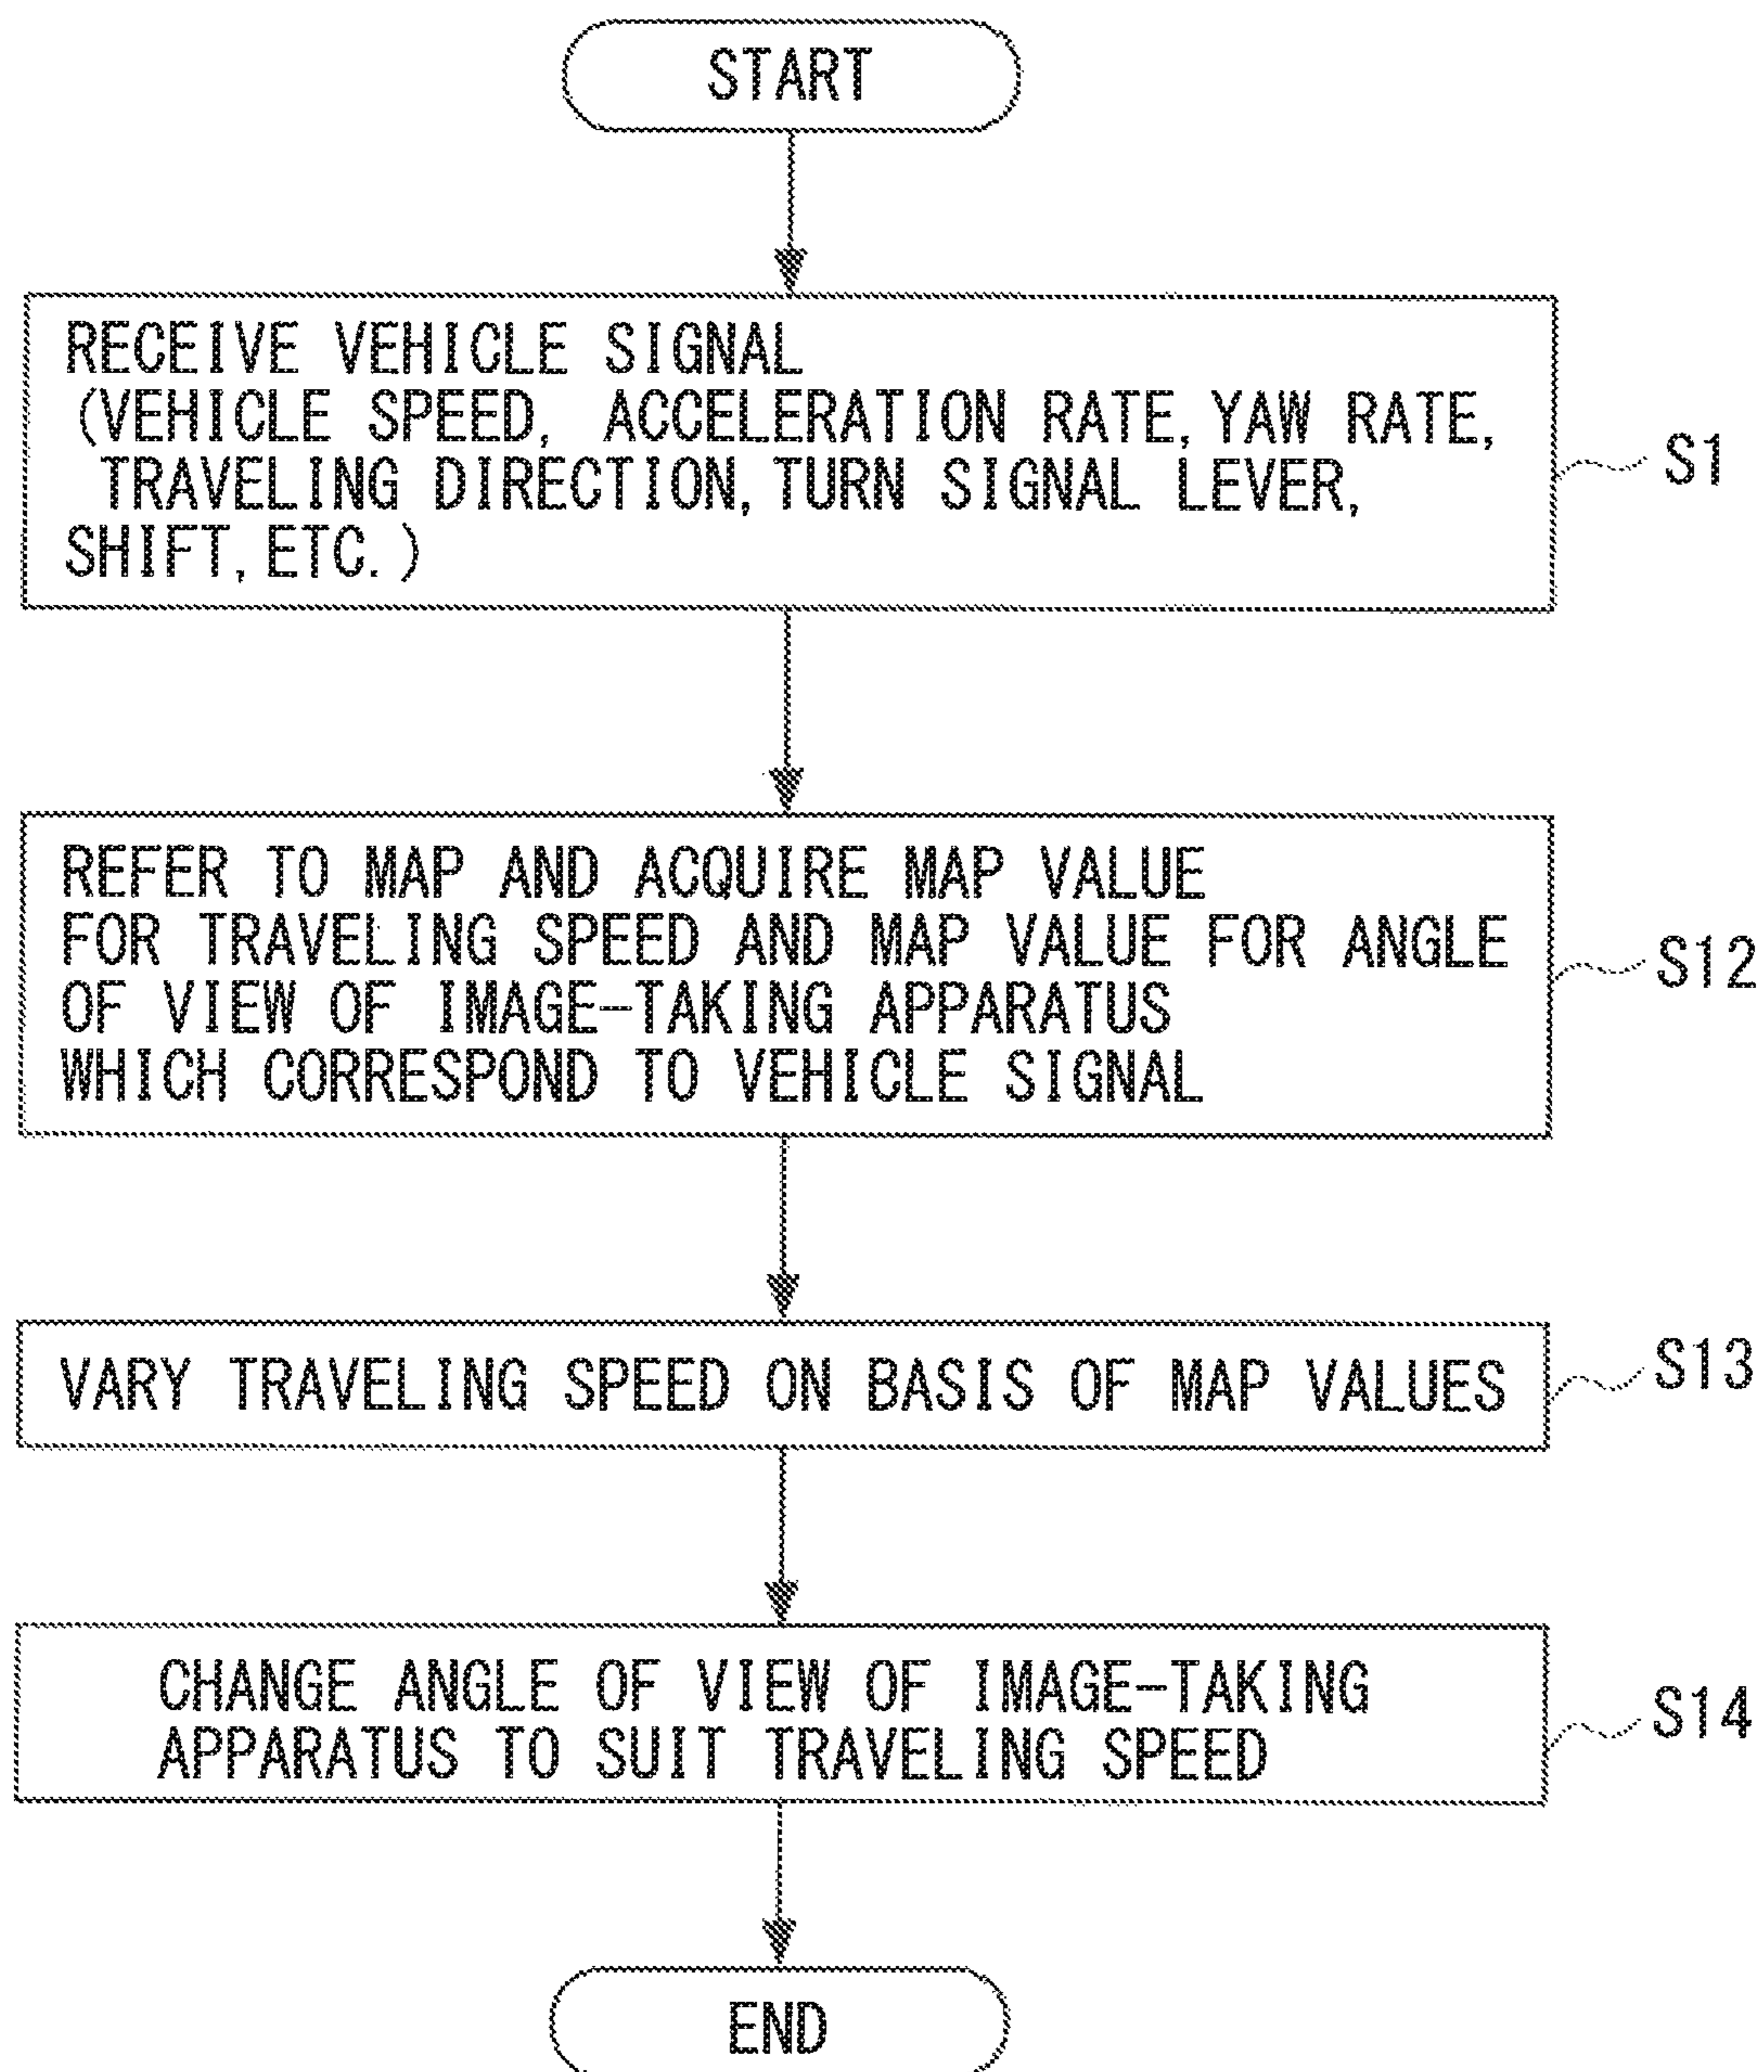 START
RECEIVE VEHICLE SIGNAL
(VEHICLE SPEED, ACCELERATION RATE, YAW RATE,
TRAVELING DIRECTION, TURN SIGNAL LEVER,
SHIFT, ETC.)
S1
REFER TO MAP AND ACQUIRE MAP VALUE
FOR TRAVELING SPEED AND MAP VALUE FOR ANGLE
OF VIEW OF IMAGE-TAKING APPARATUS
WHICH CORRESPOND TO VEHICLE SIGNAL
S12
VARY TRAVELING SPEED ON BASIS OF MAP VALUES
S13
CHANGE ANGLE OF VIEW OF IMAGE-TAKING
APPARATUS TO SUIT TRAVELING SPEED
S14
END